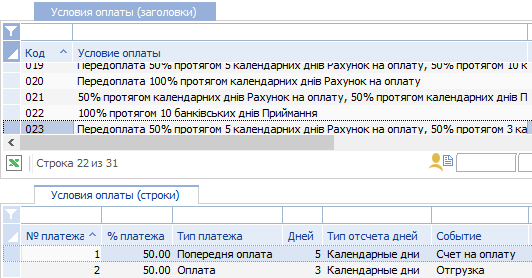 Условия оплаты (заголовки)
Код Условие оплаты
019 Передоплата 50% протягом 5 календарних днів Рахунок на оплату, 50% протягом 10 к
020 Передоплата 100% протягом календарних днів Рахунок на оплату
021 50% протягом календарних днів Рахунок на оплату, 50% протягом календарних днів П
022 100% протягом 10 банківських днів Приймання
023 Передоплата 50% протягом 5 календарних днів Рахунок на оплату, 50% протягом 3 ка
Строка 22 из 31
Условия оплаты (строки)
№ платежа % платежа Тип платежа Дней Тип отсчета дней Событие
1 50.00 Попередня оплата 5 Календарные дни Счет на оплату
2 50.00 Оплата 3 Календарные дни Отгрузка